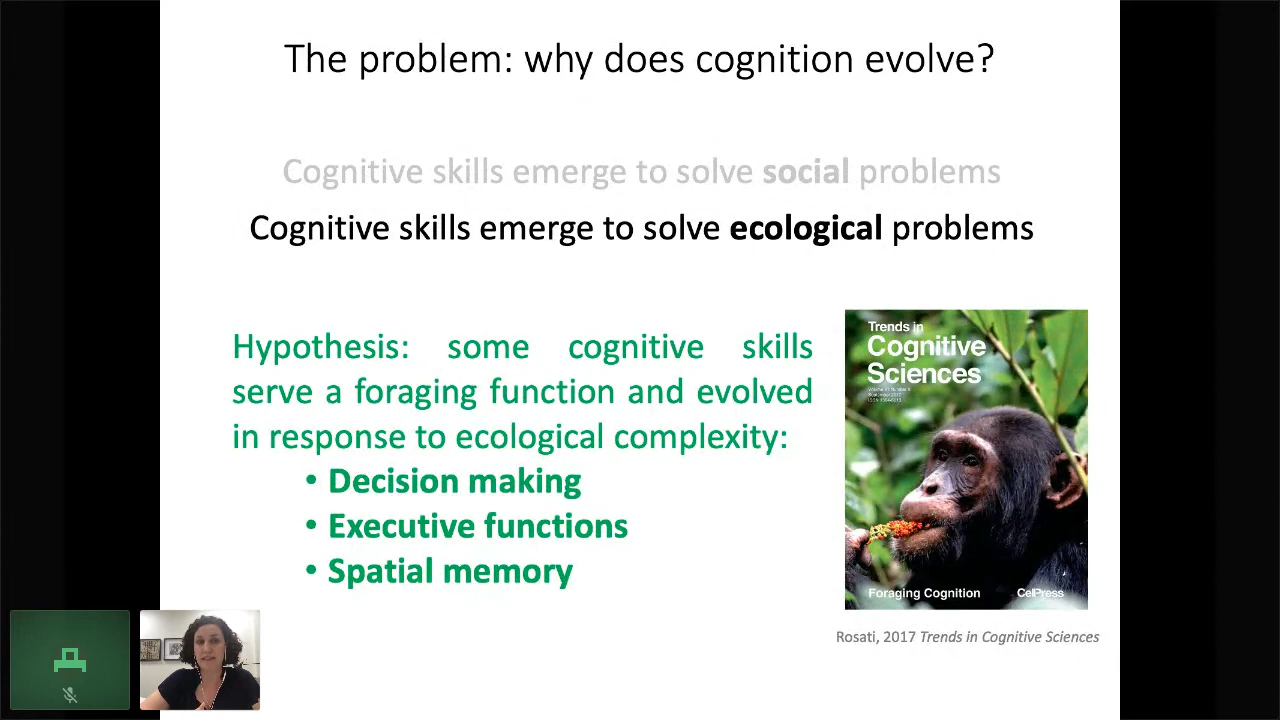 The problem: why does cognition evolve?
Cognitive skills emerge to solve social problems
Cognitive skills emerge to solve ecological problems
Hypothesis: some cognitive skills
serve a foraging function and evolved
in response to ecological complexity:
• Decision making
• Executive functions
• Spatial memory
Trends in
Cognitive
Sciences
Foraging Cognition
CellPress
Rosati, 2017 Trends in Cognitive Sciences